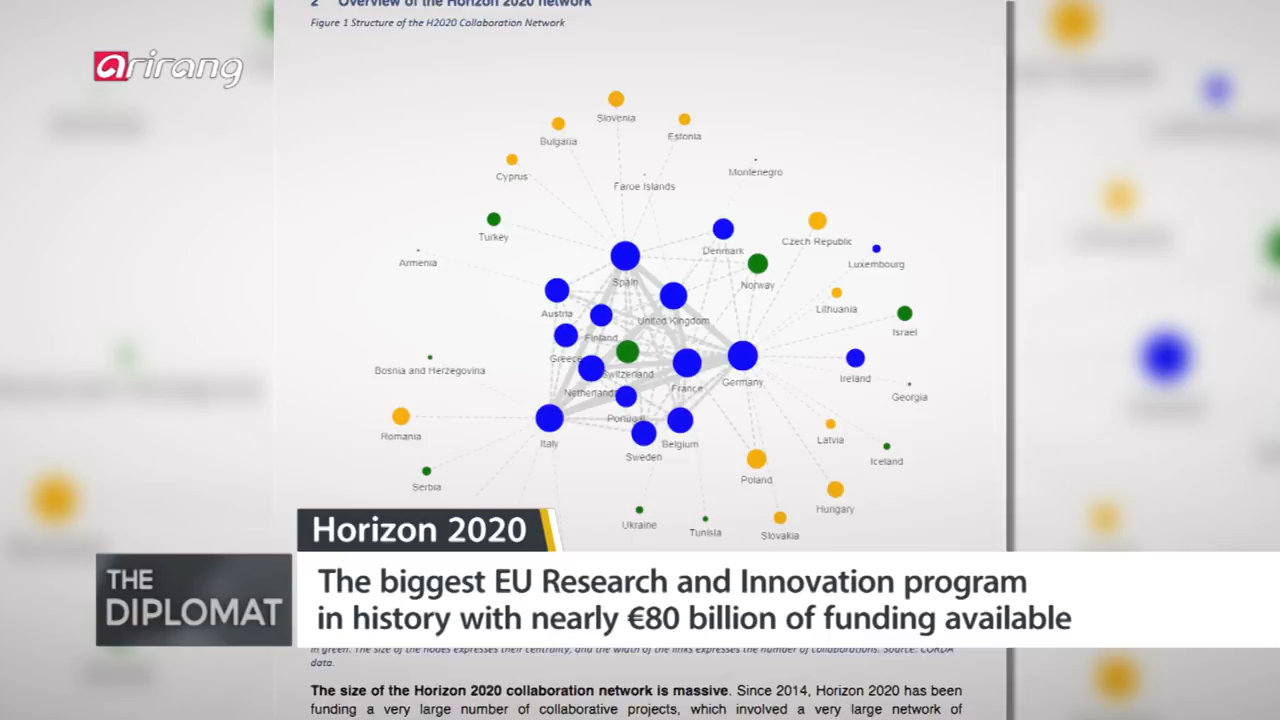 2 Overview of the Horizon 2020 network
Figure 1 Structure of the H2020 Collaboration Network
arirang
Slovenia
Bulgaria
Estonia
Cyprus
Montenegro
Faroe Islands
Turkey
Denmark
Czech Republic
Armenia
Luxembourg
Spain
Norway
Austria
Lithuania
United Kingdom
Israel
Finland
Greece
Bosnia and Herzegovina
Switzerland
Germany
Ireland
France
Netherlands
Georgia
Portugal
Romania
Italy
Latvia
Belgium
Sweden
Iceland
Poland
Serbia
Hungary
Ukraine
Tunisia
Slovakia
Horizon 2020
THE
DIPLOMAT
The biggest EU Research and Innovation program
in history with nearly €80 billion of funding available
in green. The size of the nodes expresses their centrality, and the width of the links expresses the number of collaborations. Source: CORDA
data.
The size of the Horizon 2020 collaboration network is massive. Since 2014, Horizon 2020 has been
funding a very large number of collaborative projects, which involved a very large network of